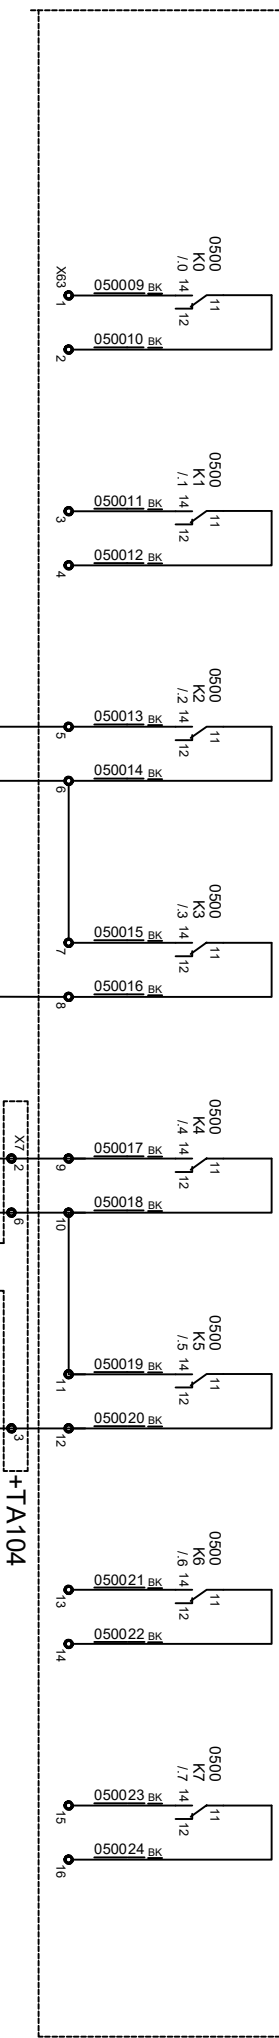 0500
K0
/.0
14
11
12
050009 BK
050010 BK
X63
1
2
0500
K1
/.1
14
11
12
050011 BK
050012 BK
3
4
0500
K2
/.2
14
11
12
050013 BK
050014 BK
5
6
0500
K3
/.3
14
11
12
050015 BK
050016 BK
7
8
0500
K4
/.4
14
11
12
050017 BK
050018 BK
9
10
X7
2
6
0500
K5
/.5
14
11
12
050019 BK
050020 BK
11
12
3
+TA104
0500
K6
/.6
14
11
12
050021 BK
050022 BK
13
14
0500
K7
/.7
14
11
12
050023 BK
050024 BK
15
16